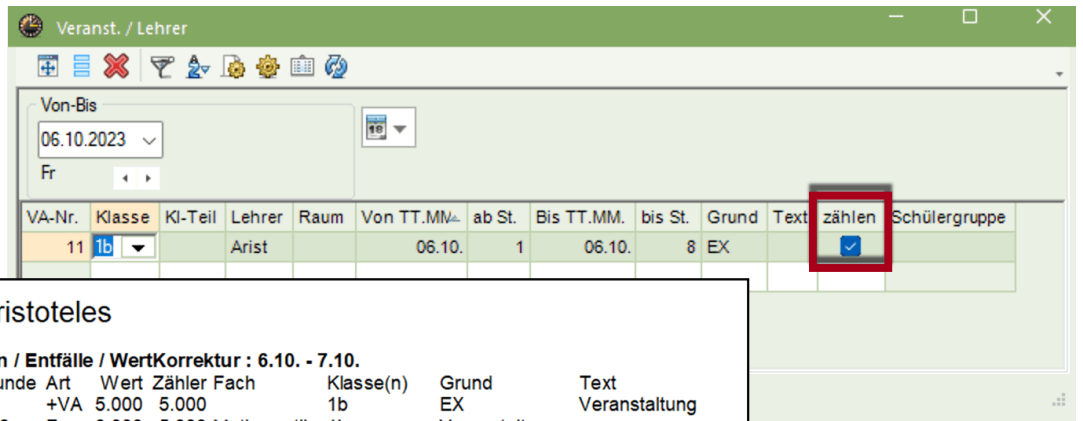 Veranst. / Lehrer
Von-Bis
06.10.2023
Fr
18
VA-Nr. Klasse Kl-Teil Lehrer Raum Von TT.MM ab St. Bis TT.MM. bis St. Grund Text zählen Schülergruppe
11 1b Arist 06.10. 1 06.10. 8 EX
ristoteles
n / Entfälle / WertKorrektur : 6.10. - 7.10.
unde Art Wert Zähler Fach Klasse(n) Grund Text
+VA 5.000 5.000 1b EX Veranstaltung